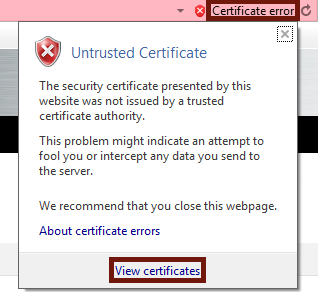 Certificate error
Untrusted Certificate
The security certificate presented by this
website was not issued by a trusted
certificate authority.
This problem might indicate an attempt to
fool you or intercept any data you send to
the server.
We recommend that you close this webpage.
About certificate errors
View certificates